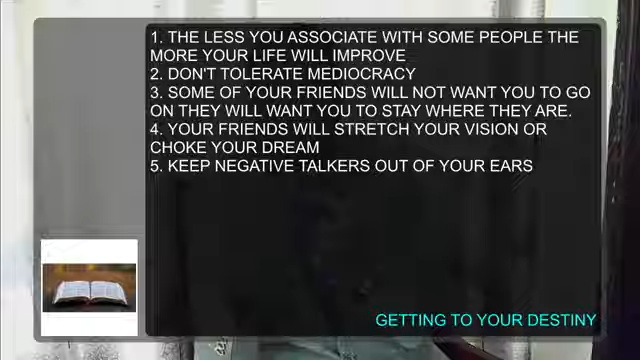 1. THE LESS YOU ASSOCIATE WITH SOME PEOPLE THE
MORE YOUR LIFE WILL IMPROVE
2. DON'T TOLERATE MEDIOCRACY
3. SOME OF YOUR FRIENDS WILL NOT WANT YOU TO GO
ON THEY WILL WANT YOU TO STAY WHERE THEY ARE.
4. YOUR FRIENDS WILL STRETCH YOUR VISION OR
CHOKE YOUR DREAM
5. KEEP NEGATIVE TALKERS OUT OF YOUR EARS
GETTING TO YOUR DESTINY